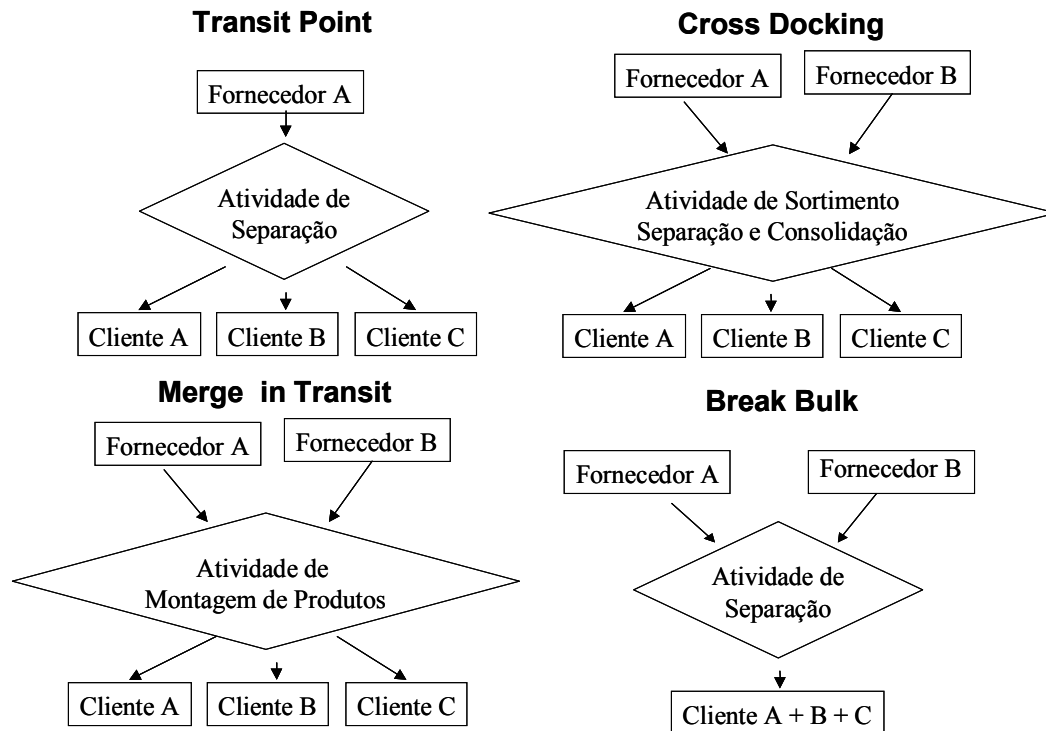 Transit Point
Fornecedor A
Atividade de
Separação
Cliente A
Cliente B
Cliente C
Cross Docking
Fornecedor A
Fornecedor B
Atividade de Sortimento
Separação e Consolidação
Cliente A
Cliente B
Cliente C
Merge in Transit
Fornecedor A
Fornecedor B
Atividade de
Montagem de Produtos
Cliente A
Cliente B
Cliente C
Break Bulk
Fornecedor A
Fornecedor B
Atividade de
Separação
Cliente A + B + C